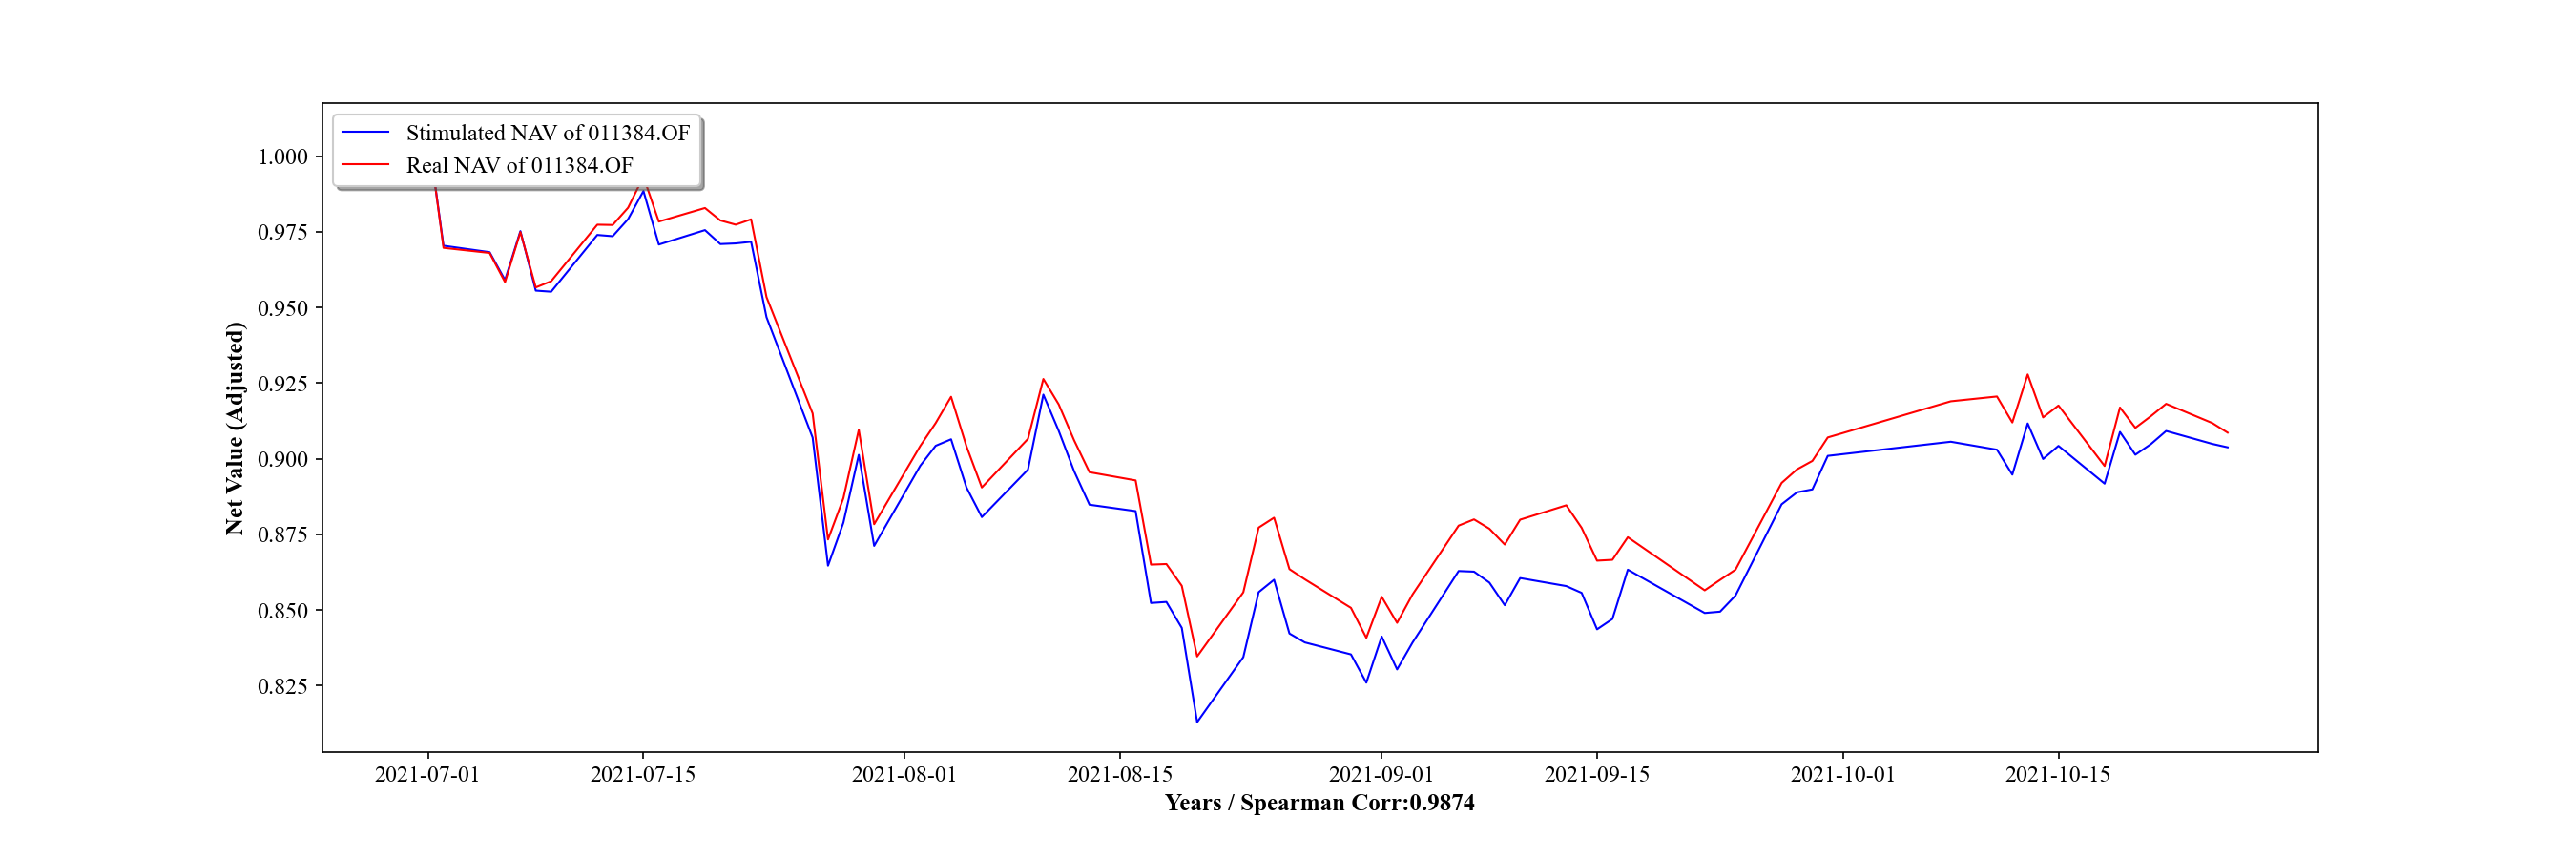 Stimulated NAV of 011384.OF
Real NAV of 011384.OF
1.000
0.975
0.950
0.925
0.900
0.875
0.850
0.825
Net Value (Adjusted)
2021-07-01 2021-07-15 2021-08-01 2021-08-15 2021-09-01 2021-09-15 2021-10-01 2021-10-15
Years / Spearman Corr:0.9874